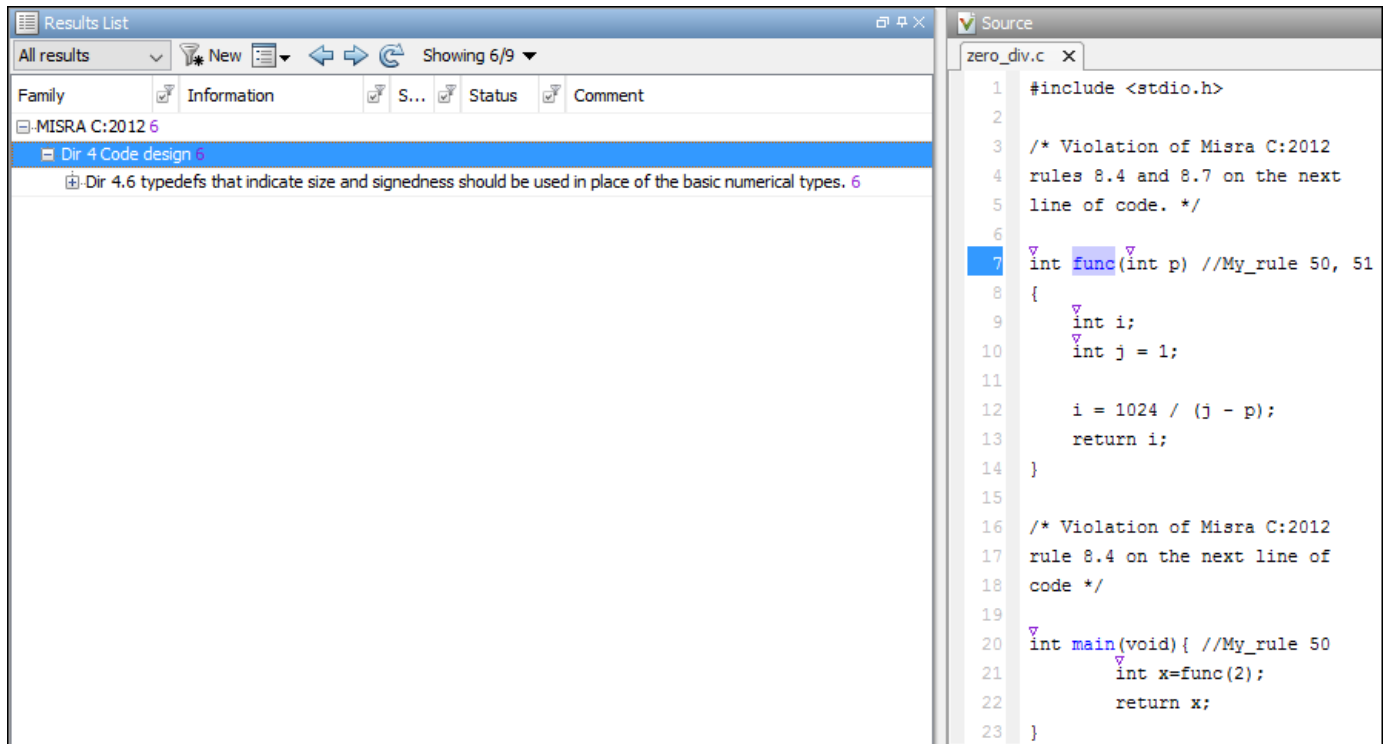 Results List
All results
New
Showing 6/9
Family Information S... Status Comment
MISRA C:2012 6
Dir 4 Code design 6
Dir 4.6 typedefs that indicate size and signedness should be used in place of the basic numerical types. 6
Source
zero_div.c X
1 #include <stdio.h>
2
3 /* Violation of Misra C:2012
4 rules 8.4 and 8.7 on the next
5 line of code. */
6
7 int func(int p) //My_rule 50, 51
8 {
9 int i;
10 int j = 1;
11
12 i = 1024 / (j - p);
13 return i;
14 }
15
16 /* Violation of Misra C:2012
17 rule 8.4 on the next line of
18 code */
19
20 int main(void){ //My_rule 50
21 int x=func(2);
22 return x;
23 }